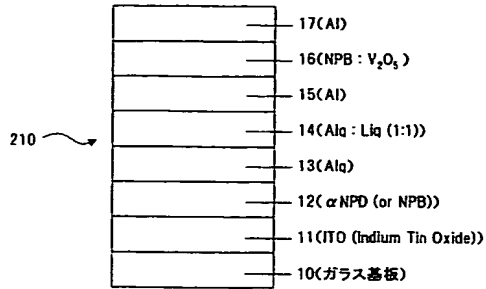 17(Al)
16(NPB : V₂O₅)
15(Al)
14(Alq : Liq (1:1))
210
13(Alq)
12(αNPD (or NPB))
11(ITO (Indium Tin Oxide))
10(ガラス基板)